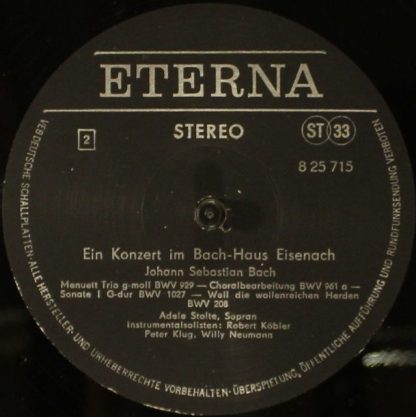 ETERNA
2
STEREO
ST 33
8 25 715
Ein Konzert im Bach-Haus Eisenach
Johann Sebastian Bach
Menuett Trio g-moll BWV 929 — Choralbearbeitung BWV 961 a —
Sonate I G-dur BWV 1027 — Weil die wollenreichen Herden
BWV 208
Adele Stolte, Sopran
Instrumentalsolisten: Robert Köbler
Peter Klug, Willy Neumann
VEB DEUTSCHE SCHALLPLATTEN · ALLE HERSTELLER- UND URHEBERRECHTE VORBEHALTEN · ÜBERSPIELUNG, ÖFFENTLICHE AUFFÜHRUNG UND RUNDFUNKSENDUNG VERBOTEN